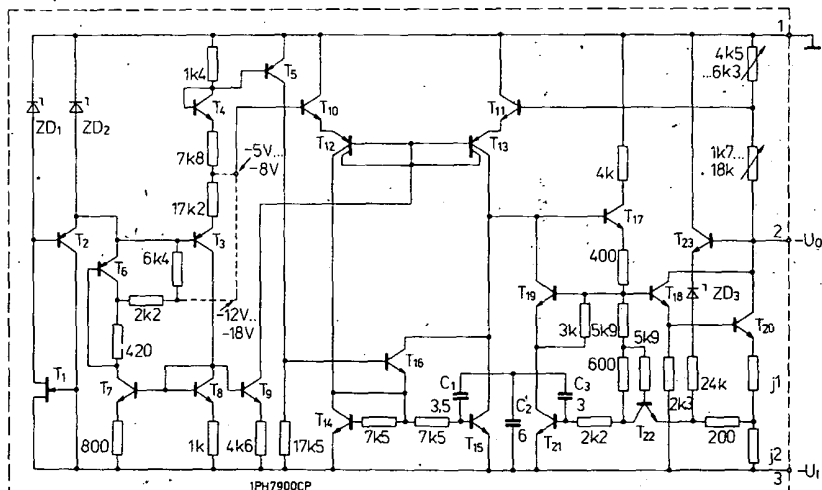 1
1k4
T5
4k5
...6k3
T4
T10
T11
ZD1
ZD2
T12
T13
7k8
-5V...
-8V
1k7...
18k
4k
17k2
T17
2
-U0
T2
T3
T23
T6
6k4
400
T19
T18
ZD3
2k2
-12V...
-18V
3k
5k9
5k9
T20
420
T16
T1
T7
T8
T9
C1
3,5
C2'
C3
3
600
2k3
24k
j1
T14
7k5
7k5
T15
6
T21
2k2
T22
200
j2
800
1k
4k6
17k5
-U1
3
1PH7900CP